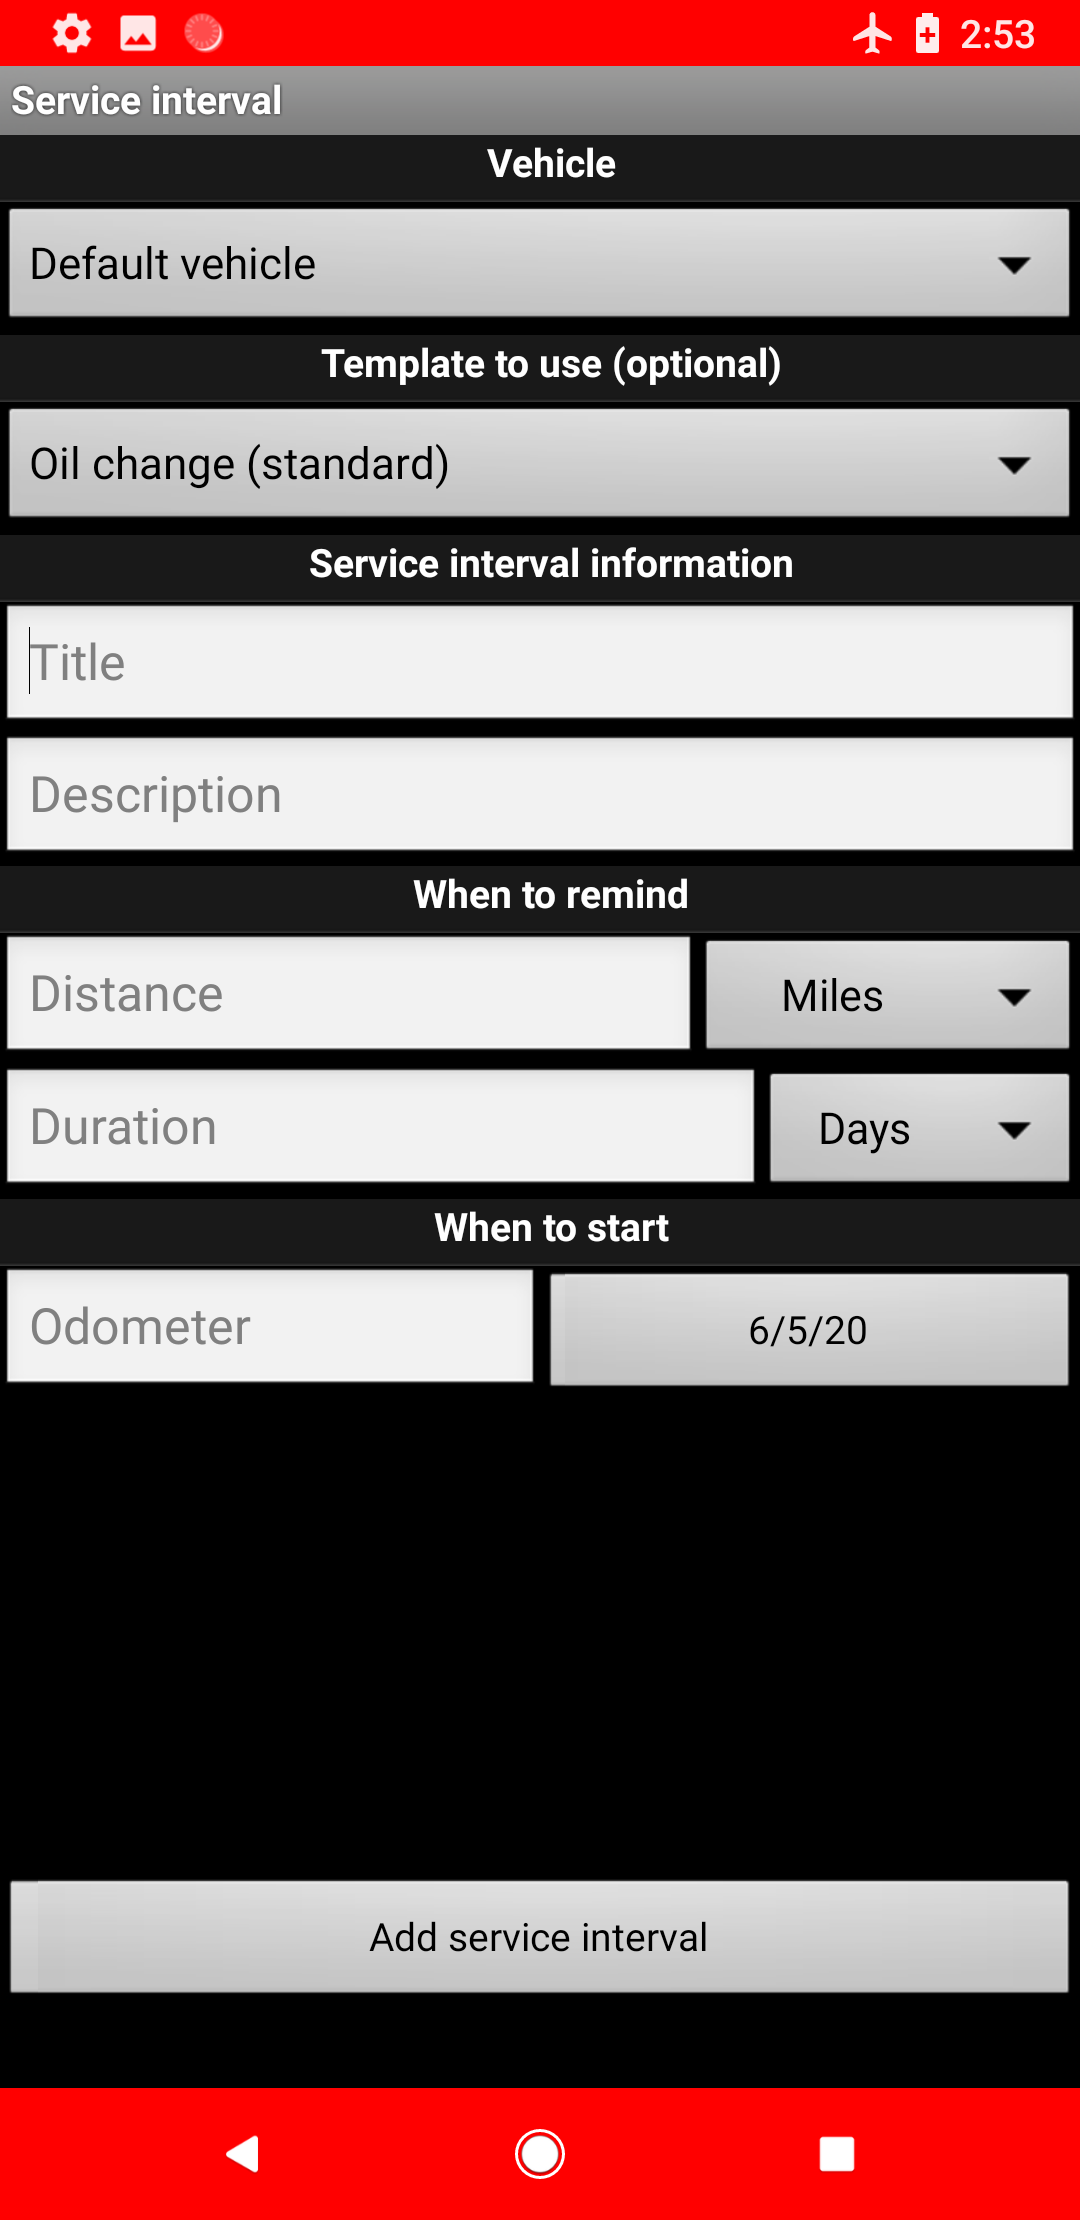 2:53
Service interval
Vehicle
Default vehicle
Template to use (optional)
Oil change (standard)
Service interval information
Title
Description
When to remind
Distance
Miles
Duration
Days
When to start
Odometer
6/5/20
Add service interval